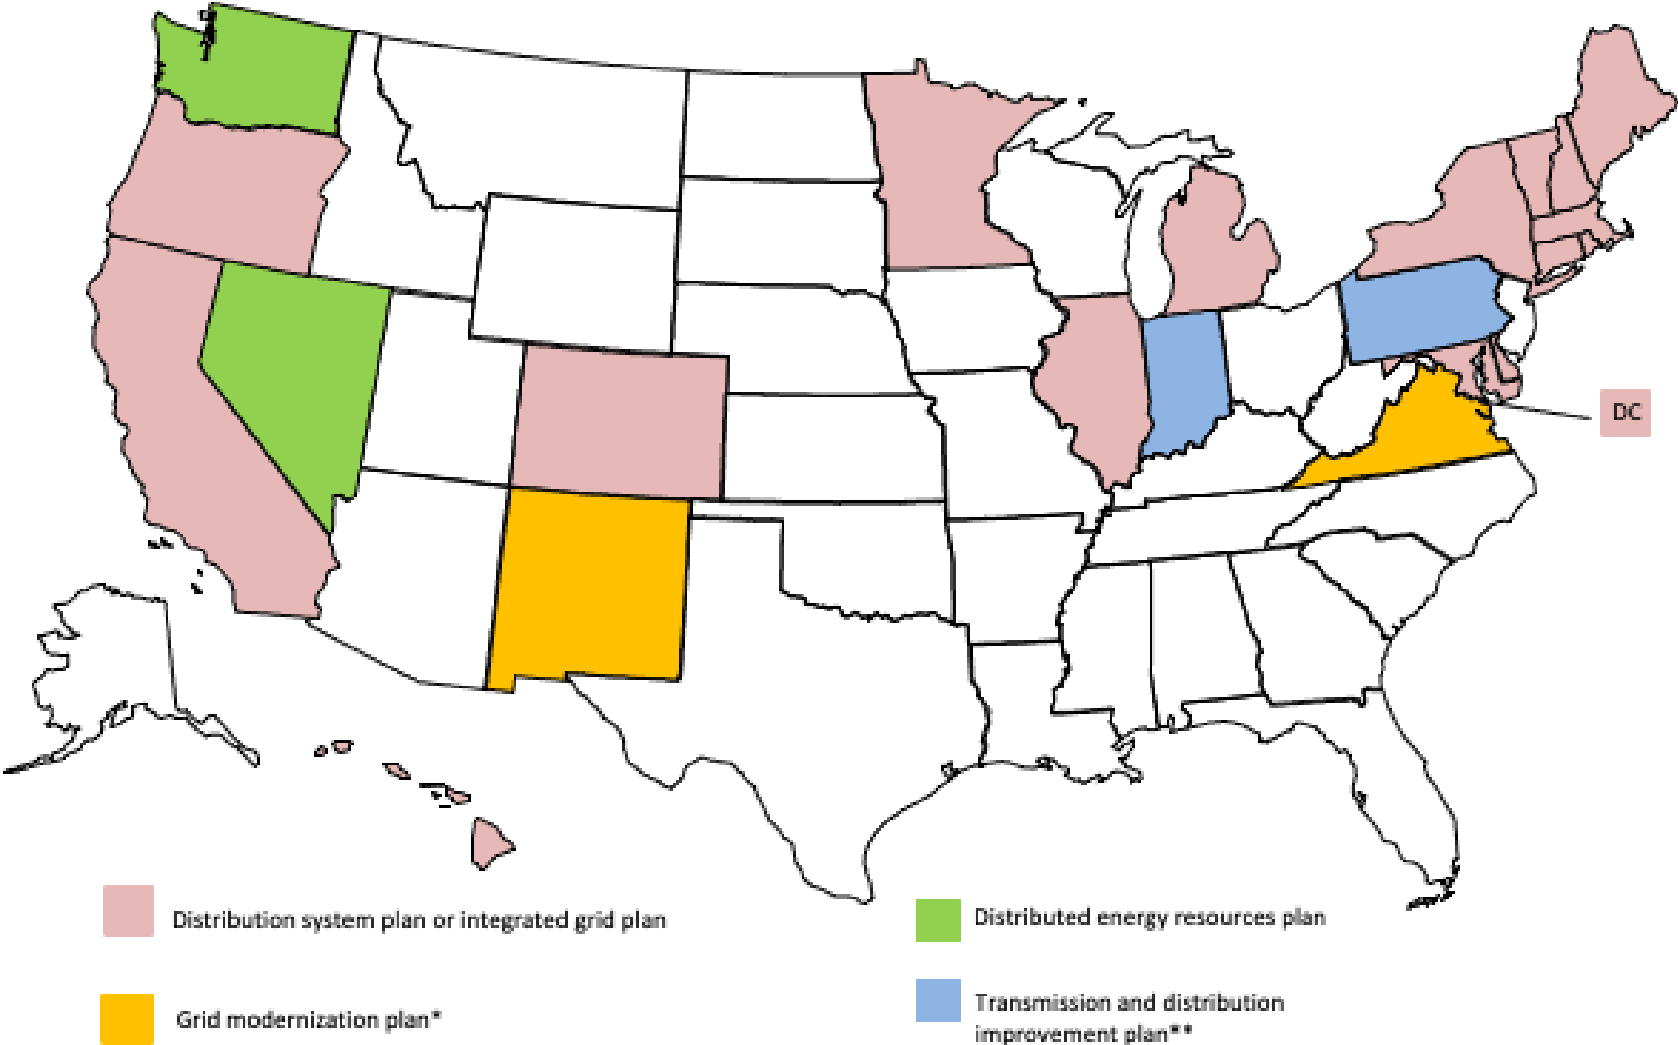 DC
Distribution system plan or integrated grid plan
Distributed energy resources plan
Grid modernization plan*
Transmission and distribution
improvement plan**